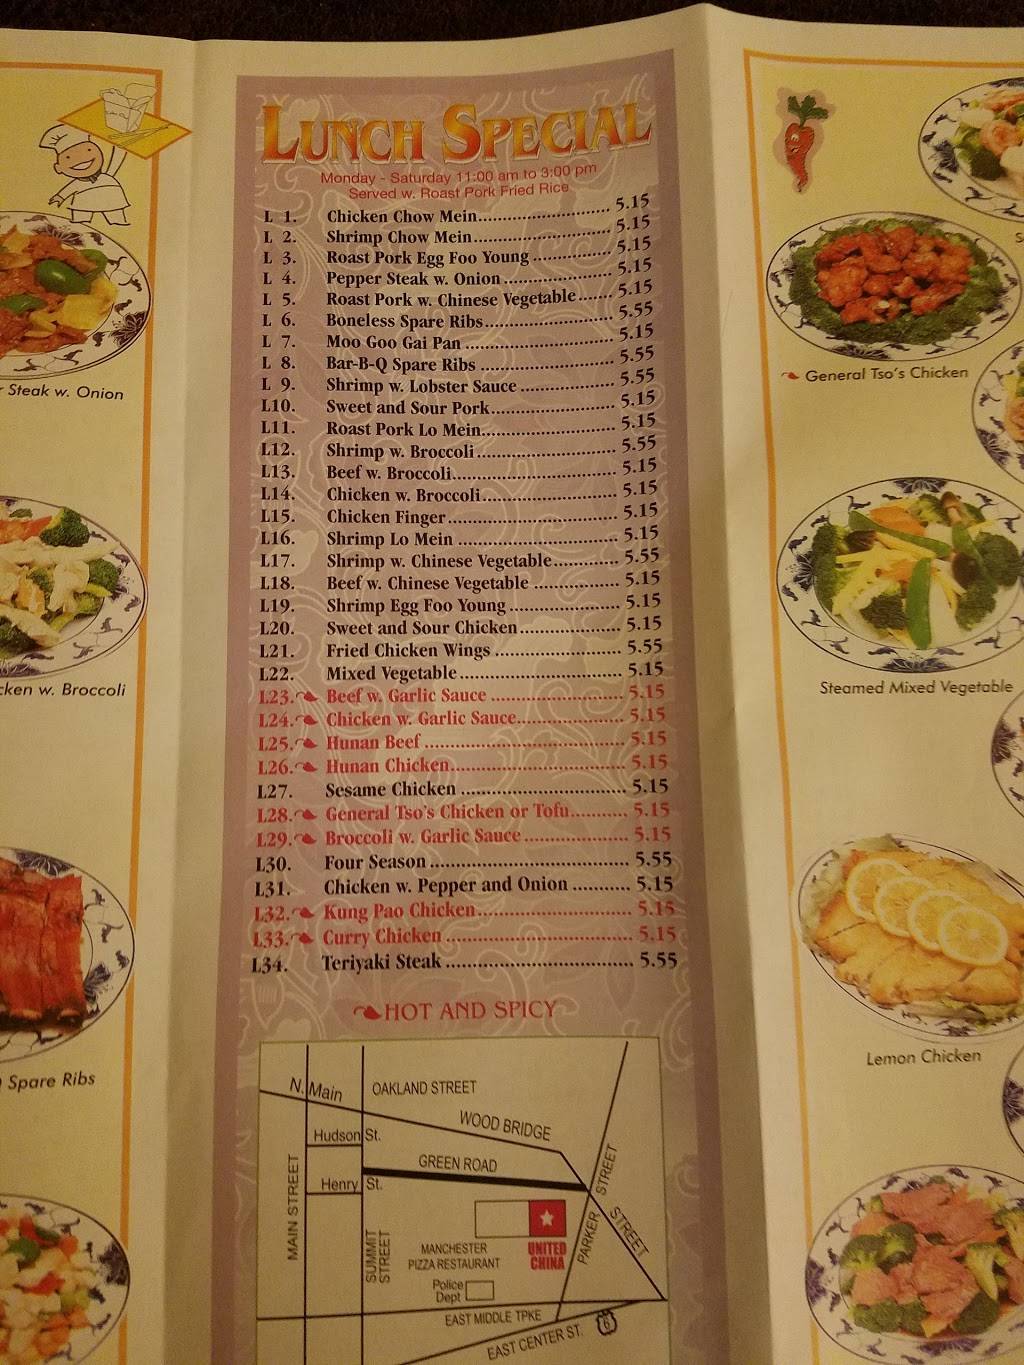 LUNCH SPECIAL
Monday - Saturday 11:00 am to 3:00 pm
Served w. Roast Pork Fried Rice
L 1. Chicken Chow Mein 5.15
L 2. Shrimp Chow Mein 5.15
L 3. Roast Pork Egg Foo Young 5.15
L 4. Pepper Steak w. Onion 5.15
L 5. Roast Pork w. Chinese Vegetable 5.15
L 6. Boneless Spare Ribs 5.55
L 7. Moo Goo Gai Pan 5.15
L 8. Bar-B-Q Spare Ribs 5.55
L 9. Shrimp w. Lobster Sauce 5.55
L10. Sweet and Sour Pork 5.15
L11. Roast Pork Lo Mein 5.15
L12. Shrimp w. Broccoli 5.55
L13. Beef w. Broccoli 5.15
L14. Chicken w. Broccoli 5.15
L15. Chicken Finger 5.15
L16. Shrimp Lo Mein 5.15
L17. Shrimp w. Chinese Vegetable 5.55
L18. Beef w. Chinese Vegetable 5.15
L19. Shrimp Egg Foo Young 5.15
L20. Sweet and Sour Chicken 5.15
L21. Fried Chicken Wings 5.55
L22. Mixed Vegetable 5.15
L23. Beef w. Garlic Sauce 5.15
L24. Chicken w. Garlic Sauce 5.15
L25. Hunan Beef 5.15
L26. Hunan Chicken 5.15
L27. Sesame Chicken 5.15
L28. General Tso's Chicken or Tofu 5.15
L29. Broccoli w. Garlic Sauce 5.15
L30. Four Season 5.55
L31. Chicken w. Pepper and Onion 5.15
L32. Kung Pao Chicken 5.15
L33. Curry Chicken 5.15
L34. Teriyaki Steak 5.55
HOT AND SPICY
N. Main
OAKLAND STREET
WOOD BRIDGE
STREET
Hudson St.
GREEN ROAD
Henry St.
MAIN STREET
SUMMIT
STREET
PARKER STREET
MANCHESTER
PIZZA RESTAURANT
UNITED
CHINA
Police
Dept
EAST MIDDLE TPKE
EAST CENTER ST.
6
Steak w. Onion
cken w. Broccoli
Spare Ribs
General Tso's Chicken
Steamed Mixed Vegetable
Lemon Chicken